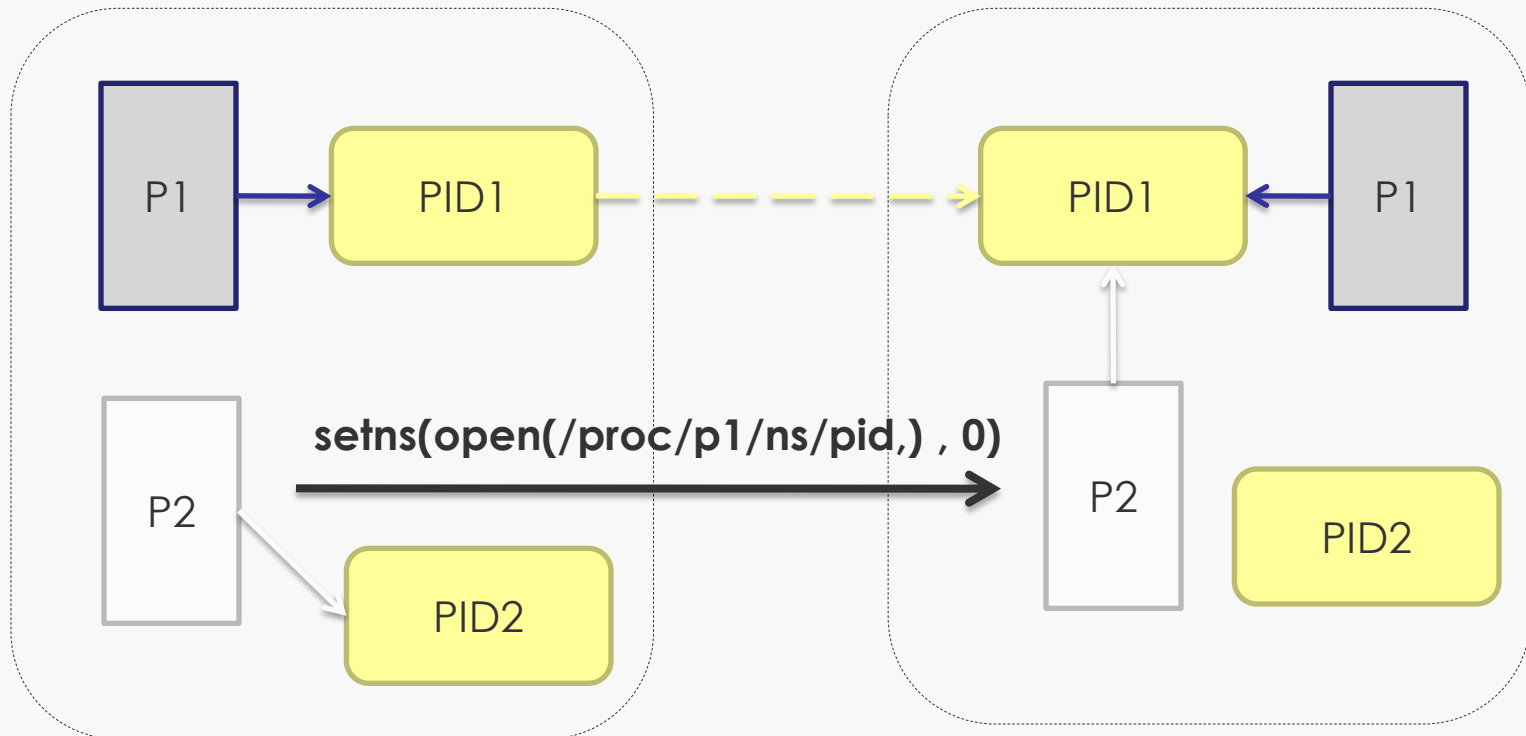 P1
PID1
PID1
P1
setns(open(/proc/p1/ns/pid,) , 0)
P2
P2
PID2
PID2